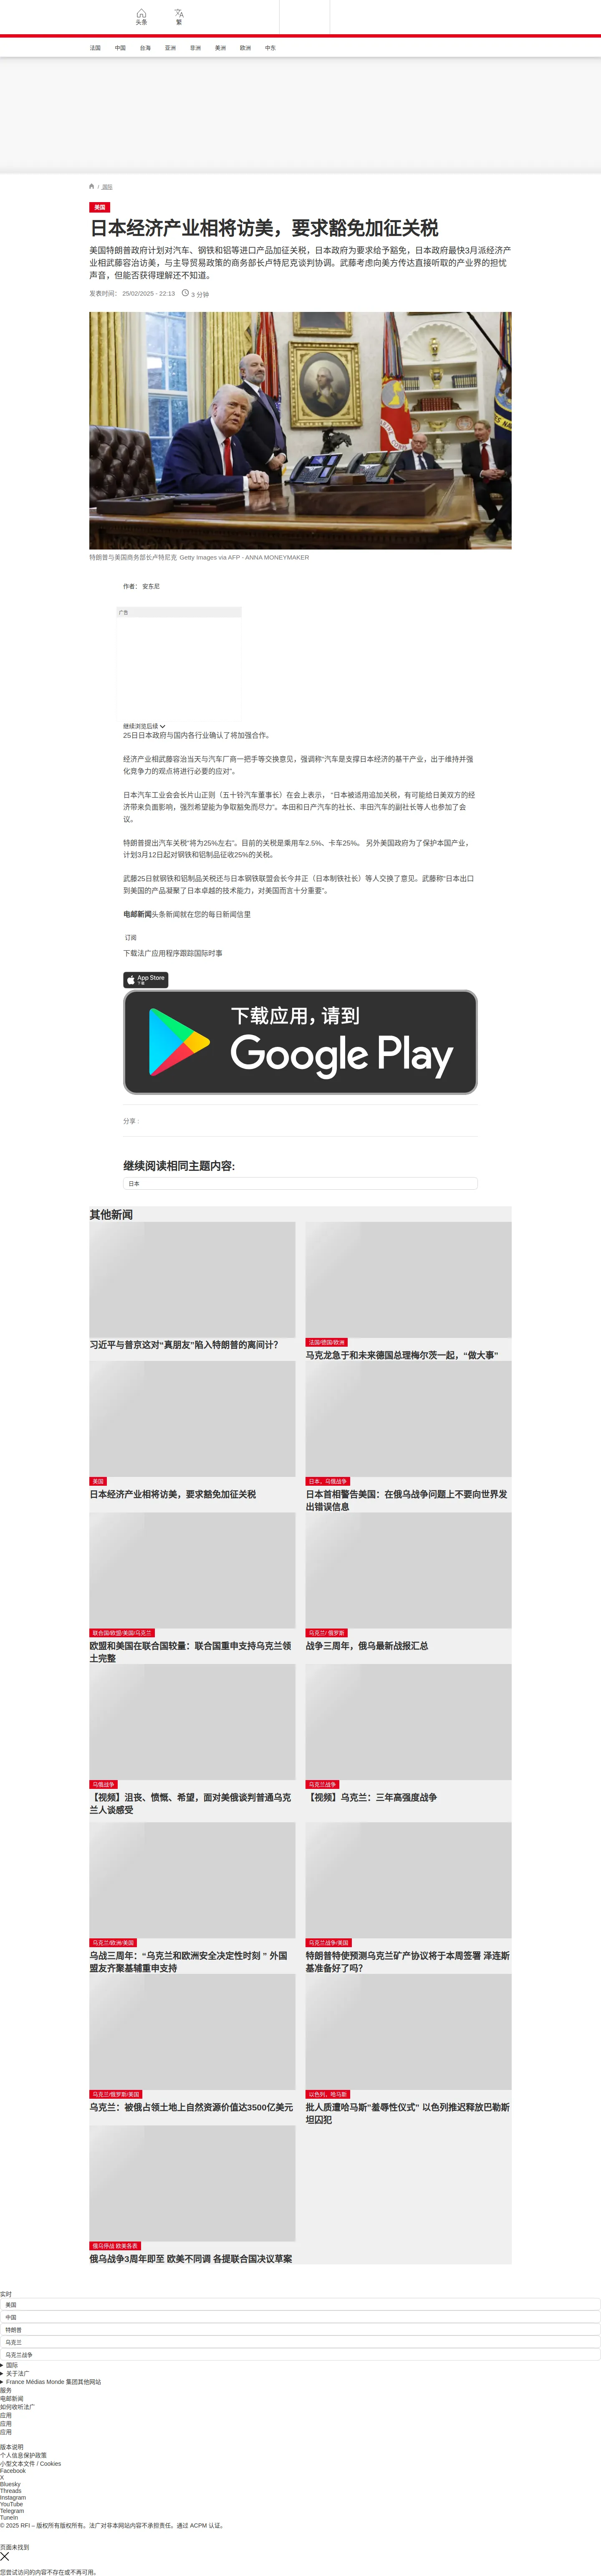 头条
繁
法国
中国
台海
亚洲
非洲
美洲
欧洲
中东
/ 国际
美国
日本经济产业相将访美，要求豁免加征关税
美国特朗普政府计划对汽车、钢铁和铝等进口产品加征关税，日本政府为要求给予豁免，日本政府最快3月派经济产
业相武藤容治访美，与主导贸易政策的商务部长卢特尼克谈判协调。武藤考虑向美方传达直接听取的产业界的担忧
声音，但能否获得理解还不知道。
发表时间： 25/02/2025 - 22:13
3 分钟
特朗普与美国商务部长卢特尼克 Getty Images via AFP - ANNA MONEYMAKER
作者： 安东尼
广告
继续浏览后续
25日日本政府与国内各行业确认了将加强合作。
经济产业相武藤容治当天与汽车厂商一把手等交换意见，强调称“汽车是支撑日本经济的基干产业，出于维持并强
化竞争力的观点将进行必要的应对”。
日本汽车工业会会长片山正则（五十铃汽车董事长）在会上表示， “日本被适用追加关税，有可能给日美双方的经
济带来负面影响，强烈希望能为争取豁免而尽力”。本田和日产汽车的社长、丰田汽车的副社长等人也参加了会
议。
特朗普提出汽车关税“将为25%左右”。目前的关税是乘用车2.5%、卡车25%。 另外美国政府为了保护本国产业，
计划3月12日起对钢铁和铝制品征收25%的关税。
武藤25日就钢铁和铝制品关税还与日本钢铁联盟会长今井正（日本制铁社长）等人交换了意见。武藤称“日本出口
到美国的产品凝聚了日本卓越的技术能力，对美国而言十分重要”。
电邮新闻头条新闻就在您的每日新闻信里
订阅
下载法广应用程序跟踪国际时事
App Store
下载
下载应用，请到
Google Play
分享 :
继续阅读相同主题内容:
日本
其他新闻
习近平与普京这对“真朋友”陷入特朗普的离间计？
法国/德国/欧洲
马克龙急于和未来德国总理梅尔茨一起，“做大事”
美国
日本经济产业相将访美，要求豁免加征关税
日本，乌俄战争
日本首相警告美国：在俄乌战争问题上不要向世界发
出错误信息
联合国/欧盟/美国/乌克兰
欧盟和美国在联合国较量：联合国重申支持乌克兰领
土完整
乌克兰/ 俄罗斯
战争三周年，俄乌最新战报汇总
乌俄战争
【视频】沮丧、愤慨、希望，面对美俄谈判普通乌克
兰人谈感受
乌克兰战争
【视频】乌克兰：三年高强度战争
乌克兰/欧洲/美国
乌战三周年：“乌克兰和欧洲安全决定性时刻 ” 外国
盟友齐聚基辅重申支持
乌克兰战争/美国
特朗普特使预测乌克兰矿产协议将于本周签署 泽连斯
基准备好了吗？
乌克兰/俄罗斯/美国
乌克兰：被俄占领土地上自然资源价值达3500亿美元
以色列，哈马斯
批人质遭哈马斯"羞辱性仪式" 以色列推迟释放巴勒斯
坦囚犯
俄乌停战 欧美各表
俄乌战争3周年即至 欧美不同调 各提联合国决议草案
实时
美国
中国
特朗普
乌克兰
乌克兰战争
国际
关于法广
France Médias Monde 集团其他网站
服务
电邮新闻
如何收听法广
应用
应用
应用
版本说明
个人信息保护政策
小型文本文件 / Cookies
Facebook
X
Bluesky
Threads
Instagram
YouTube
Telegram
TuneIn
© 2025 RFI – 版权所有版权所有。法广对非本网站内容不承担责任。通过 ACPM 认证。
页面未找到
您尝试访问的内容不存在或不再可用。